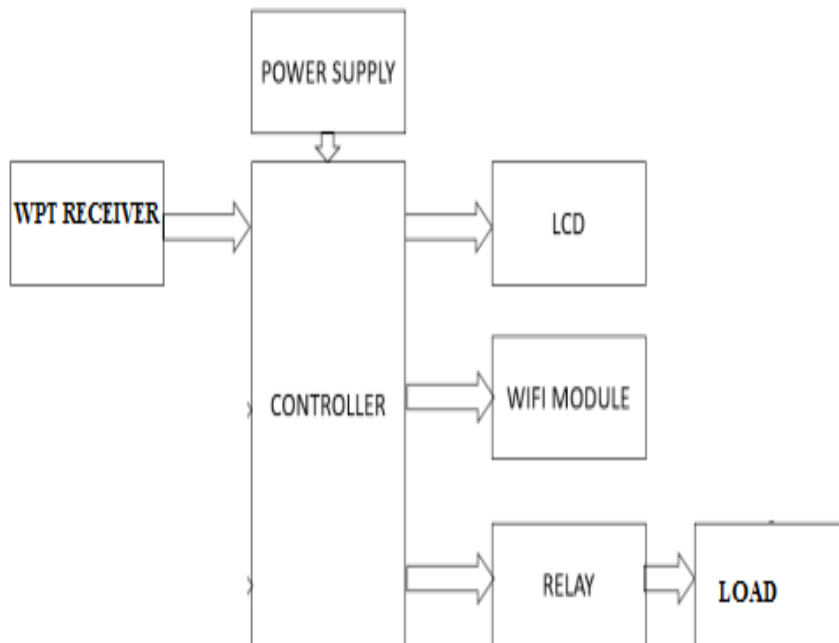 POWER SUPPLY
WPT RECEIVER
LCD
CONTROLLER
WIFI MODULE
RELAY
LOAD